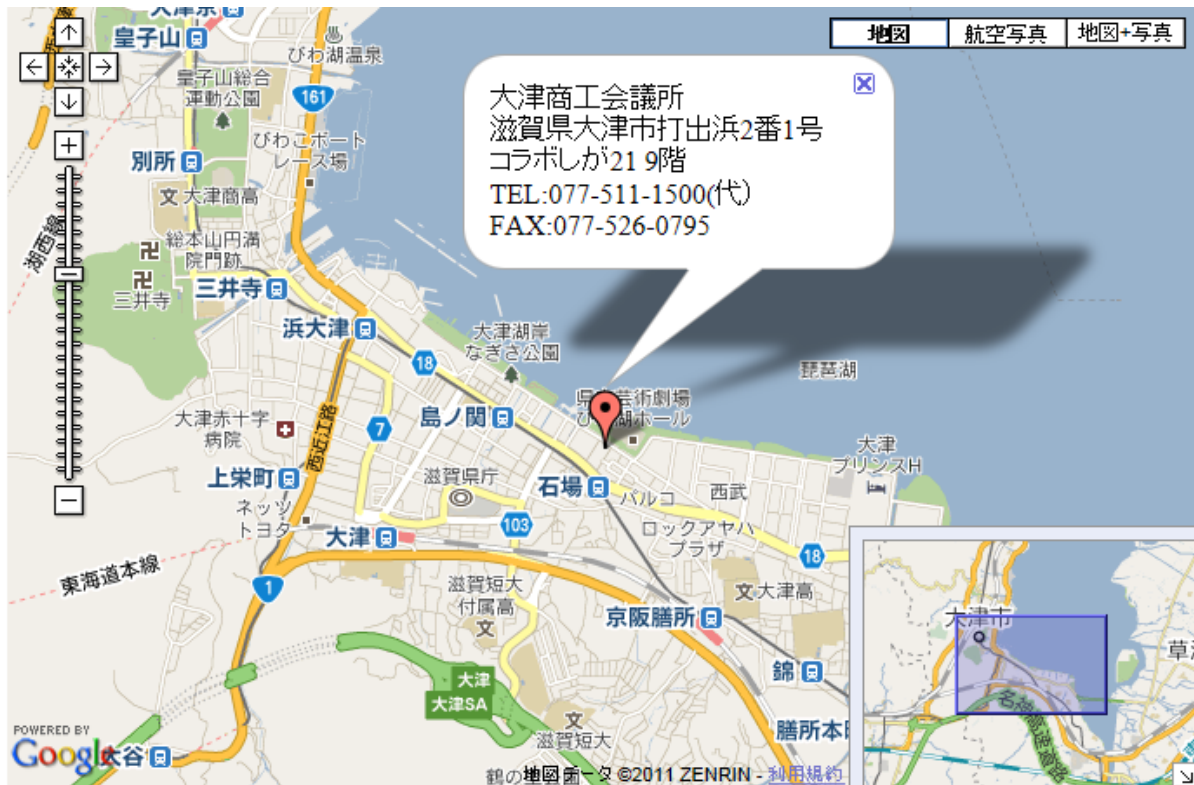 皇子山
びわ湖温泉
地図
航空写真
地図+写真
皇子山総合
運動公園
161
大津商工会議所
滋賀県大津市打出浜2番1号
コラボしが21 9階
TEL:077-511-1500(代)
FAX:077-526-0795
びわこボート
レース場
別所
大津商高
湖西線
総本山円満
院門跡
三井寺
三井寺
浜大津
大津湖岸
なぎさ公園
18
琵琶湖
島ノ関
7
大津赤十字
病院
西近江路
大津
プリンスH
上栄町
滋賀県庁
石場
パルコ
西武
ネッツ
トヨタ
103
ロックアヤハ
プラザ
大津
18
東海道本線
1
滋賀短大
付属高
大津高
京阪膳所
大津市
錦
大津
大津SA
名神高速道路
滋賀短大
膳所本
POWERED BY
Google
大谷
地図データ ©2011 ZENRIN - 利用規約